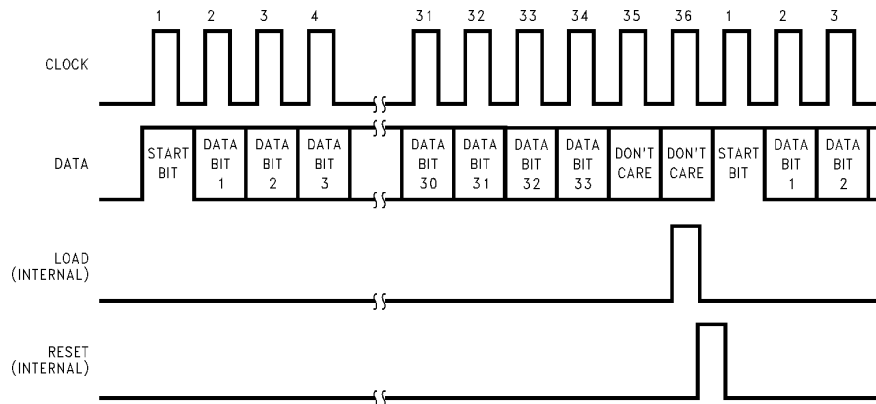 1 2 3 4 31 32 33 34 35 36 1 2 3
CLOCK
DATA
START
BIT
DATA
BIT
1
DATA
BIT
2
DATA
BIT
3
DATA
BIT
30
DATA
BIT
31
DATA
BIT
32
DATA
BIT
33
DON'T
CARE
DON'T
CARE
START
BIT
DATA
BIT
1
DATA
BIT
2
LOAD
(INTERNAL)
RESET
(INTERNAL)